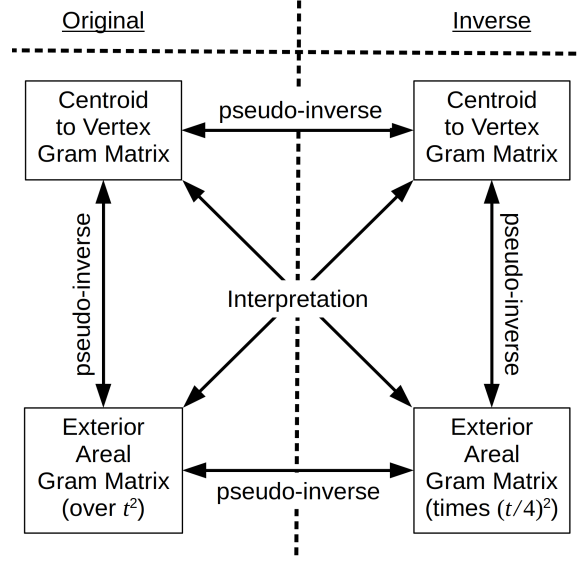 Original
Inverse
Centroid
to Vertex
Gram Matrix
pseudo-inverse
Centroid
to Vertex
Gram Matrix
pseudo-inverse
Interpretation
pseudo-inverse
Exterior
Areal
Gram Matrix
(over t²)
pseudo-inverse
Exterior
Areal
Gram Matrix
(times (t/4)²)